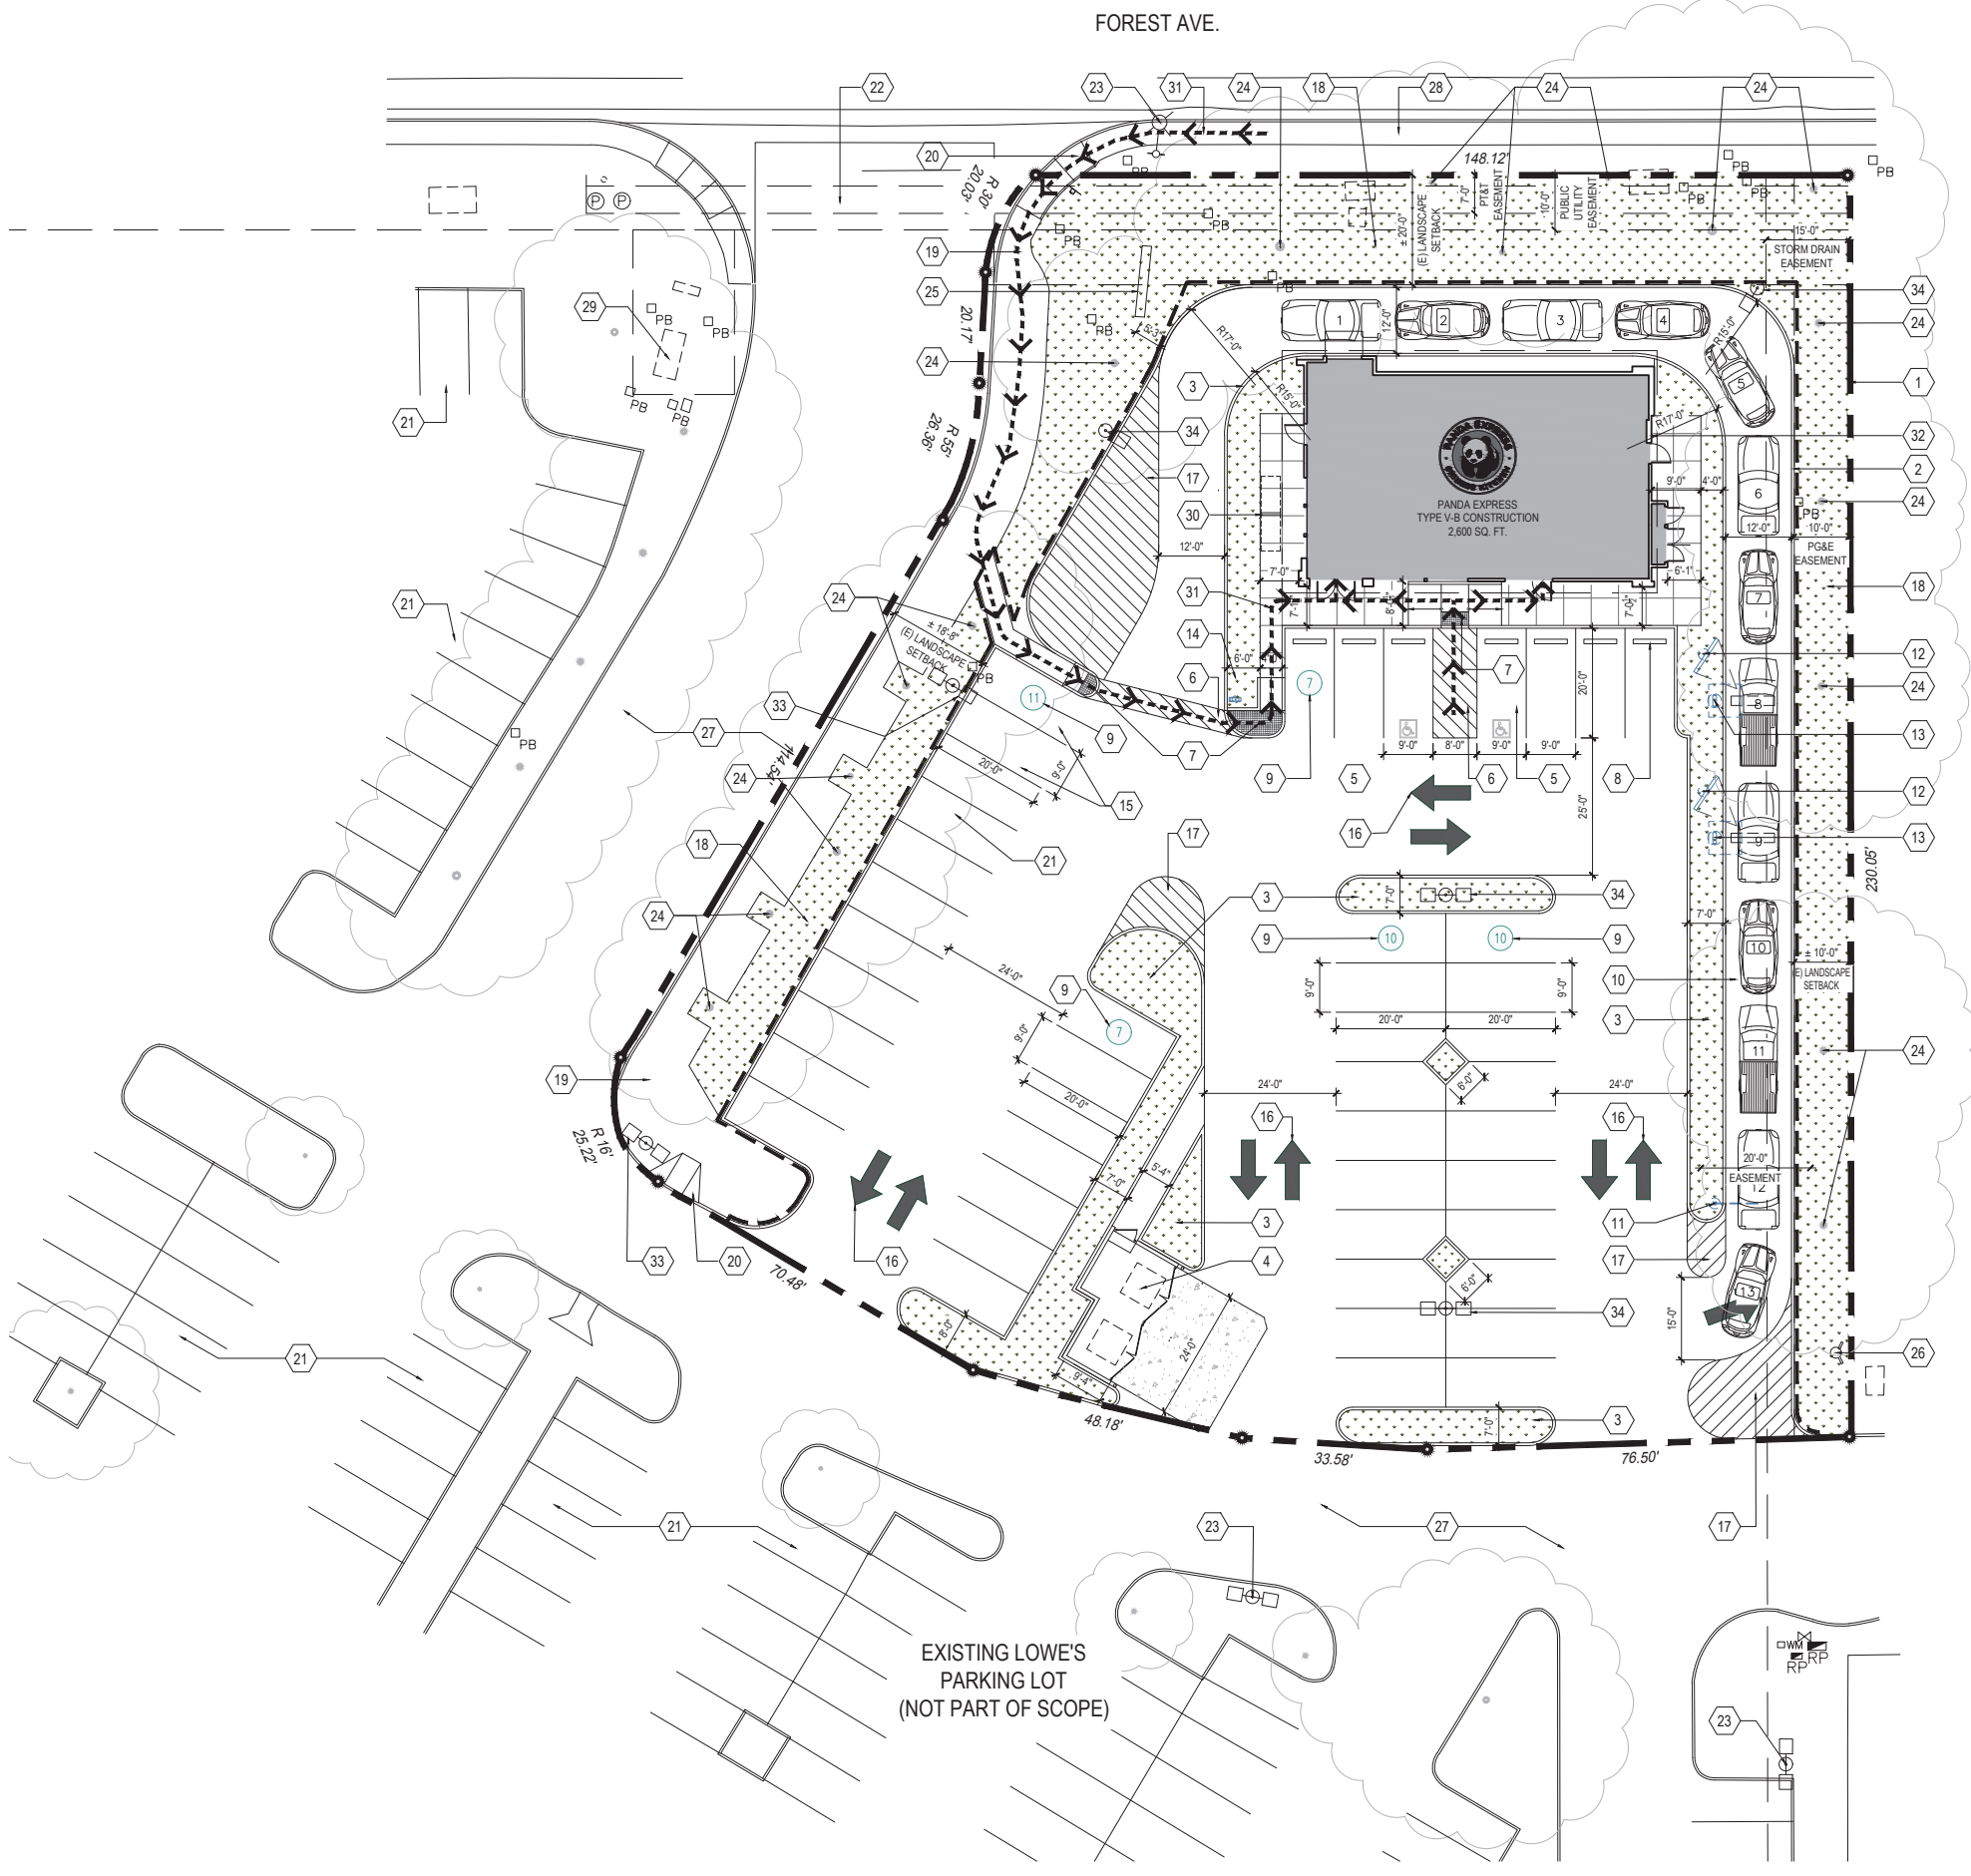 FOREST AVE.
22
23
31
24
18
28
24
24
20
148.12'
PB
PB
PB
PB
PB
PB
R 30'
20.03'
S
P
P
7'-0"
PT&T
EASEMENT
10'-0"
PUBLIC
UTILITY
EASEMENT
± 20'-0"
(E) LANDSCAPE
SETBACK
PB
PB
15'-0"
STORM DRAIN
EASEMENT
19
25
PB
34
29
PB
PB
PB
20.17'
5'-3"
R17'-0"
1
12'-0"
2
3
4
R15'-0"
24
24
3
R15'-0"
5
1
PB
PB
21
R 55'
26.36'
34
R17'-0"
32
PANDA EXPRESS
CHINESE KITCHEN
2
17
9'-0"
4'-0"
6
24
PB
30
PANDA EXPRESS
TYPE V-B CONSTRUCTION
2,600 SQ. FT.
12'-0"
10'-0"
12'-0"
PG&E
EASEMENT
7'-0"
6'-1"
7
18
21
24
31
± 18'-8"
(E) LANDSCAPE
SETBACK
14
6'-0"
7
12
PB
6
11
7
20'-0"
24
33
8
13
27
PB
9
7
9'-0"
8'-0"
9'-0"
9'-0"
114.54'
20'-0"
9'-0"
24
9
5
6
5
8
15
25'-0"
12
16
18
21
17
9
13
230.05'
24
3
7'-0"
34
7'-0"
9
10
10
9
10
24'-0"
± 10'-0"
(E) LANDSCAPE
SETBACK
10
9
9'-0"
9'-0"
7
9'-0"
20'-0"
20'-0"
3
11
24
19
6'-0"
20'-0"
24'-0"
24'-0"
R 16'
25.22'
16
16
20'-0"
EASEMENT
12
7'-0"
5'-4"
3
11
33
20
16
4
17
70.48'
6'-0"
13
34
15'-0"
8'-0"
24'-0"
26
21
9'-4"
48.18'
3
7'-0"
33.58'
76.50'
21
23
27
17
EXISTING LOWE'S
PARKING LOT
(NOT PART OF SCOPE)
WM
RP
RP
23